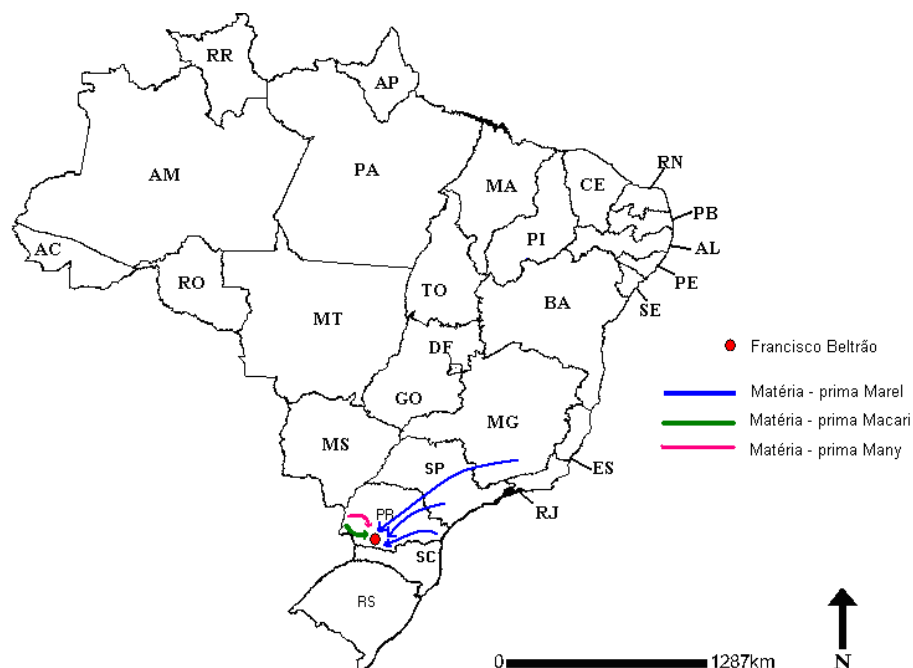 RR
AP
AM
PA
MA
CE
RN
PB
PI
AL
AC
RO
TO
PE
SE
BA
MT
DF
Francisco Beltrão
GO
Matéria - prima Marel
MG
Matéria - prima Macari
MS
Matéria - prima Many
SP
ES
RJ
PR
SC
RS
0 1287km
N